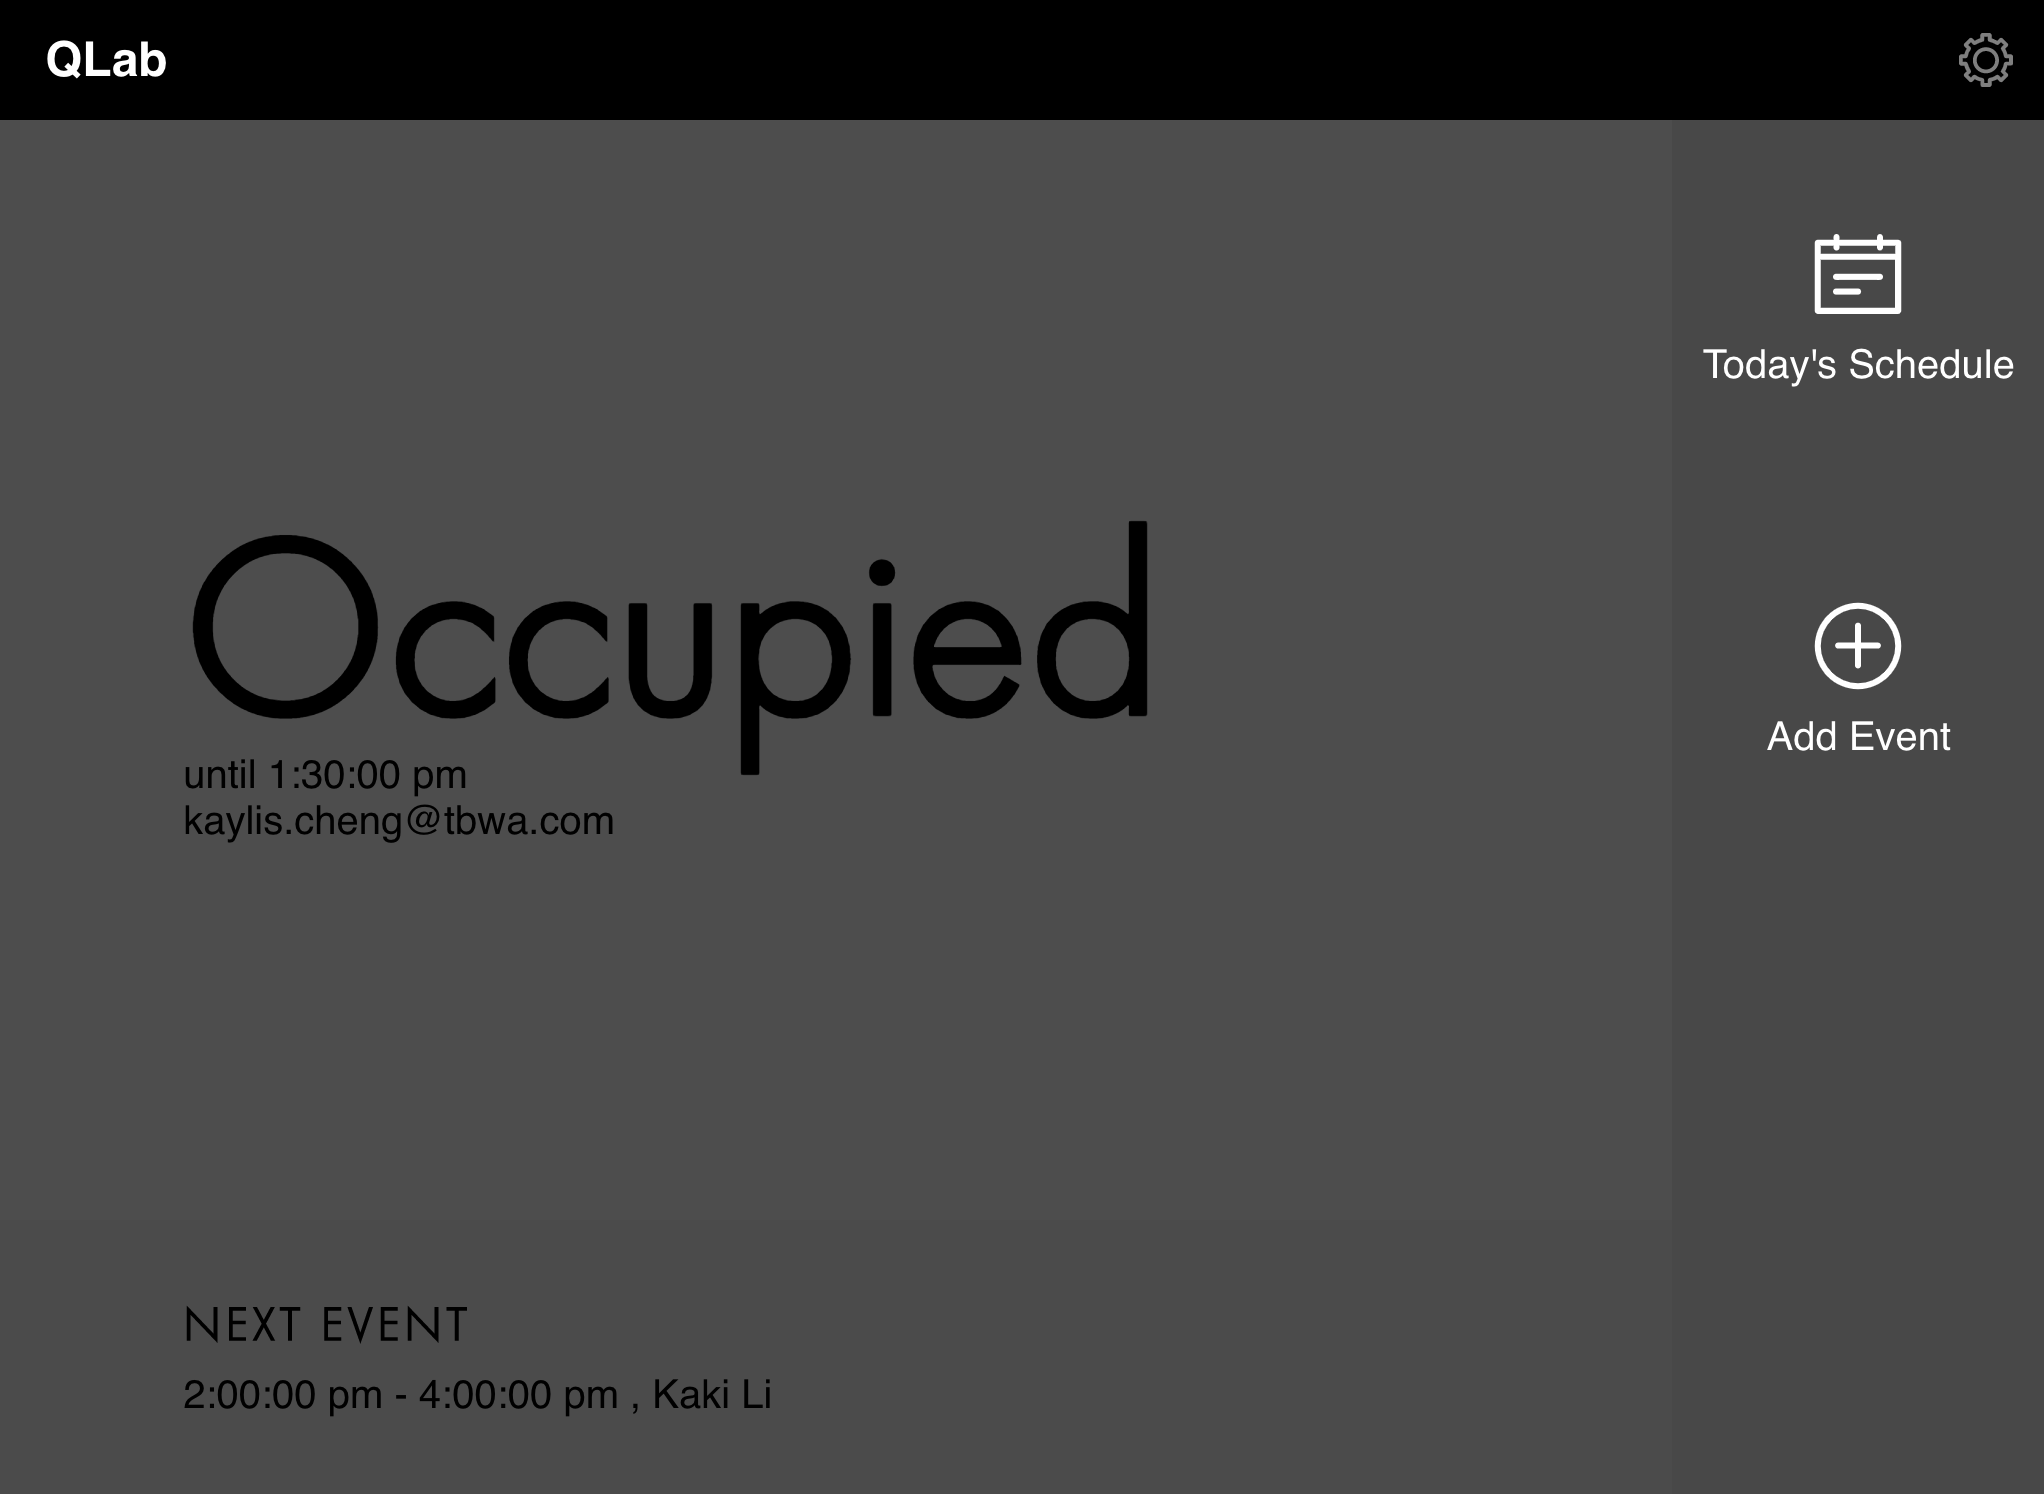 QLab
Today's Schedule
Occupied
until 1:30:00 pm
kaylis.cheng@tbwa.com
Add Event
NEXT EVENT
2:00:00 pm - 4:00:00 pm , Kaki Li